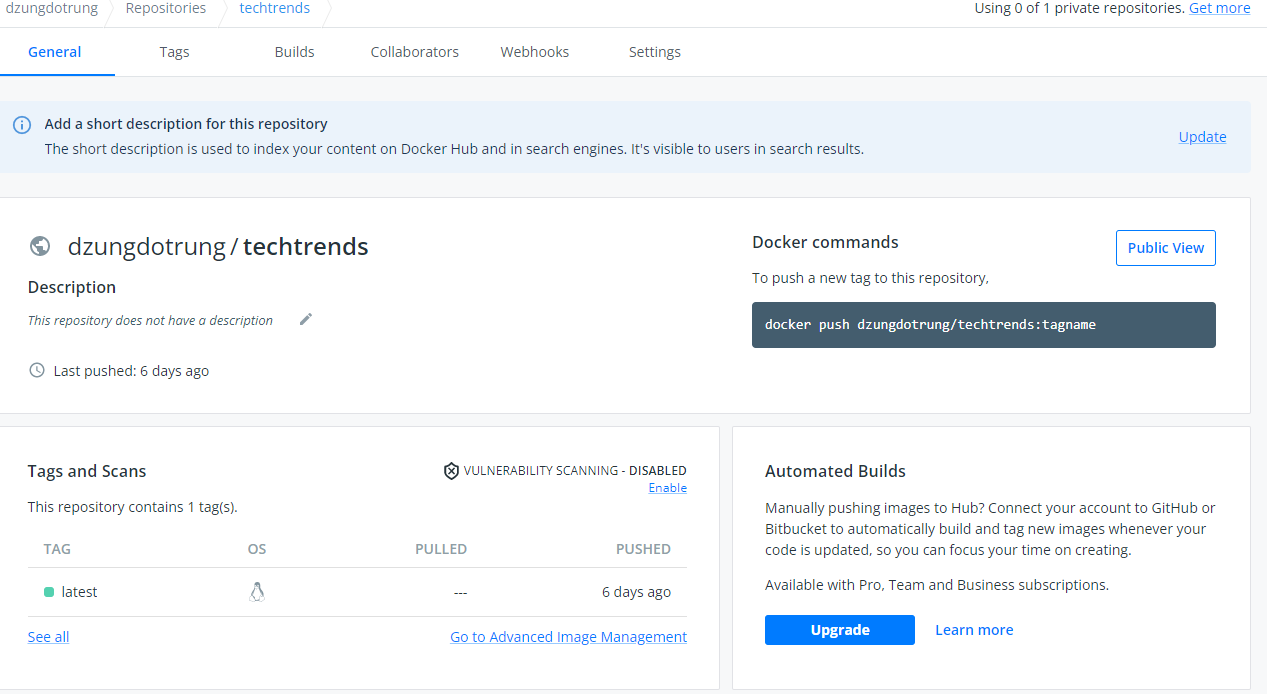 dzungdotrung Repositories techtrends Using 0 of 1 private repositories. Get more
General Tags Builds Collaborators Webhooks Settings
Add a short description for this repository
The short description is used to index your content on Docker Hub and in search engines. It's visible to users in search results.
Update
dzungdotrung / techtrends
Description
This repository does not have a description
Last pushed: 6 days ago
Docker commands
Public View
To push a new tag to this repository,
docker push dzungdotrung/techtrends:tagname
Tags and Scans
VULNERABILITY SCANNING - DISABLED
Enable
This repository contains 1 tag(s).
TAG OS PULLED PUSHED
latest --- 6 days ago
See all Go to Advanced Image Management
Automated Builds
Manually pushing images to Hub? Connect your account to GitHub or
Bitbucket to automatically build and tag new images whenever your
code is updated, so you can focus your time on creating.
Available with Pro, Team and Business subscriptions.
Upgrade Learn more